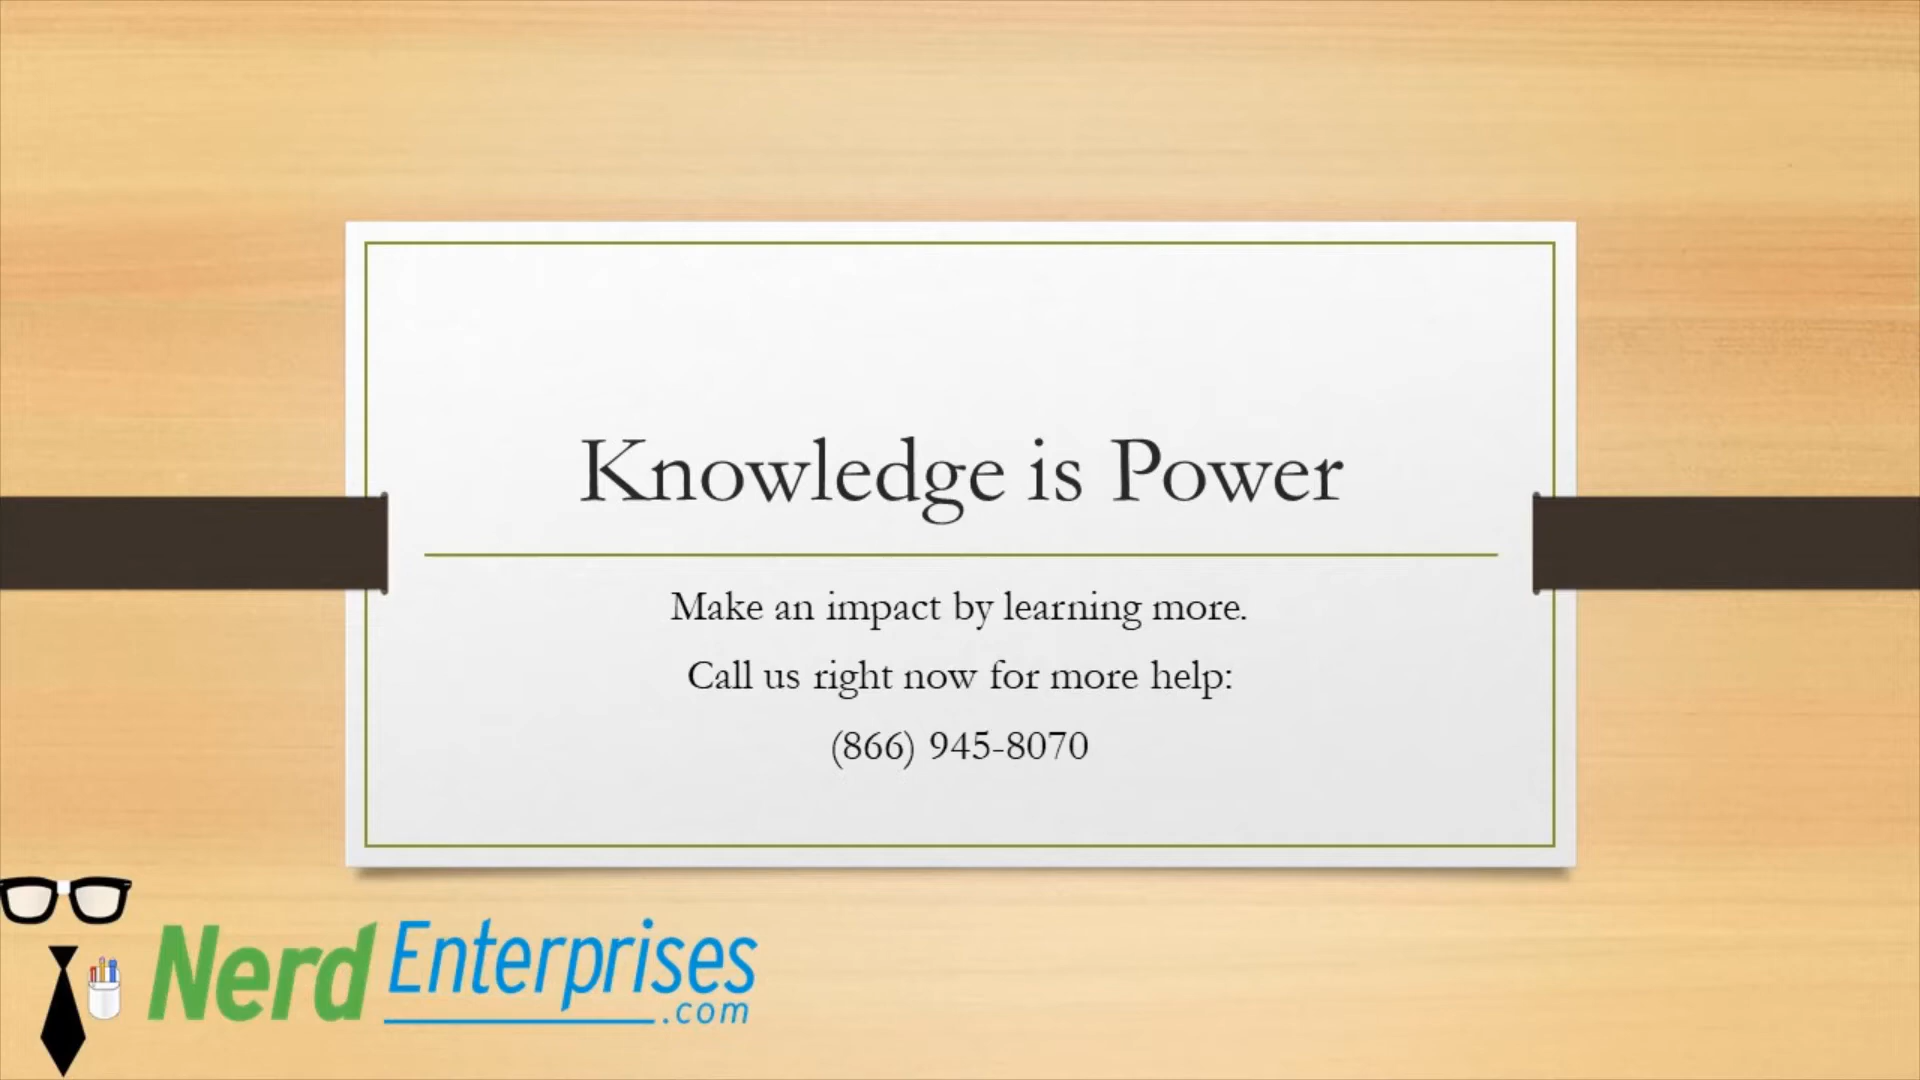 Knowledge is Power
Make an impact by learning more.
Call us right now for more help:
(866) 945-8070
Nerd Enterprises
.com